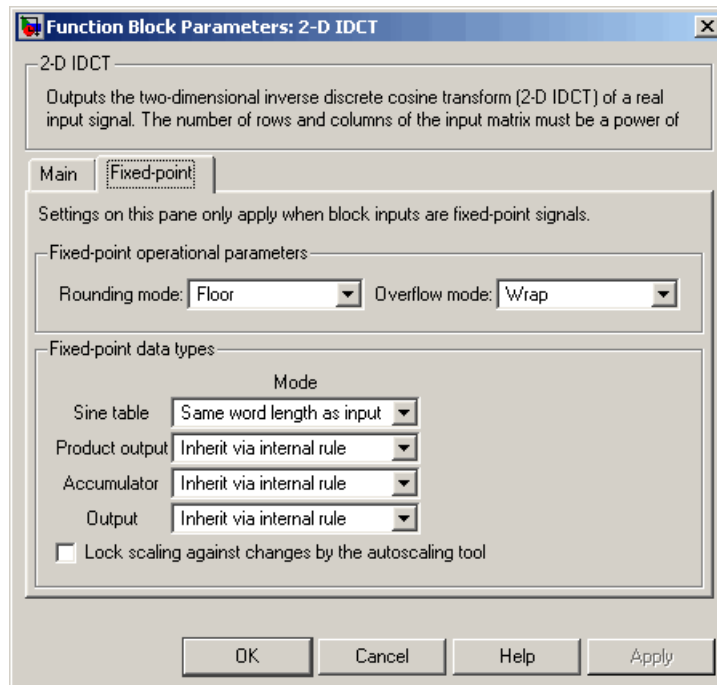 Function Block Parameters: 2-D IDCT
2-D IDCT
Outputs the two-dimensional inverse discrete cosine transform (2-D IDCT) of a real
input signal. The number of rows and columns of the input matrix must be a power of
Main Fixed-point
Settings on this pane only apply when block inputs are fixed-point signals.
Fixed-point operational parameters
Rounding mode: Floor Overflow mode: Wrap
Fixed-point data types
Mode
Sine table Same word length as input
Product output Inherit via internal rule
Accumulator Inherit via internal rule
Output Inherit via internal rule
Lock scaling against changes by the autoscaling tool
OK Cancel Help Apply